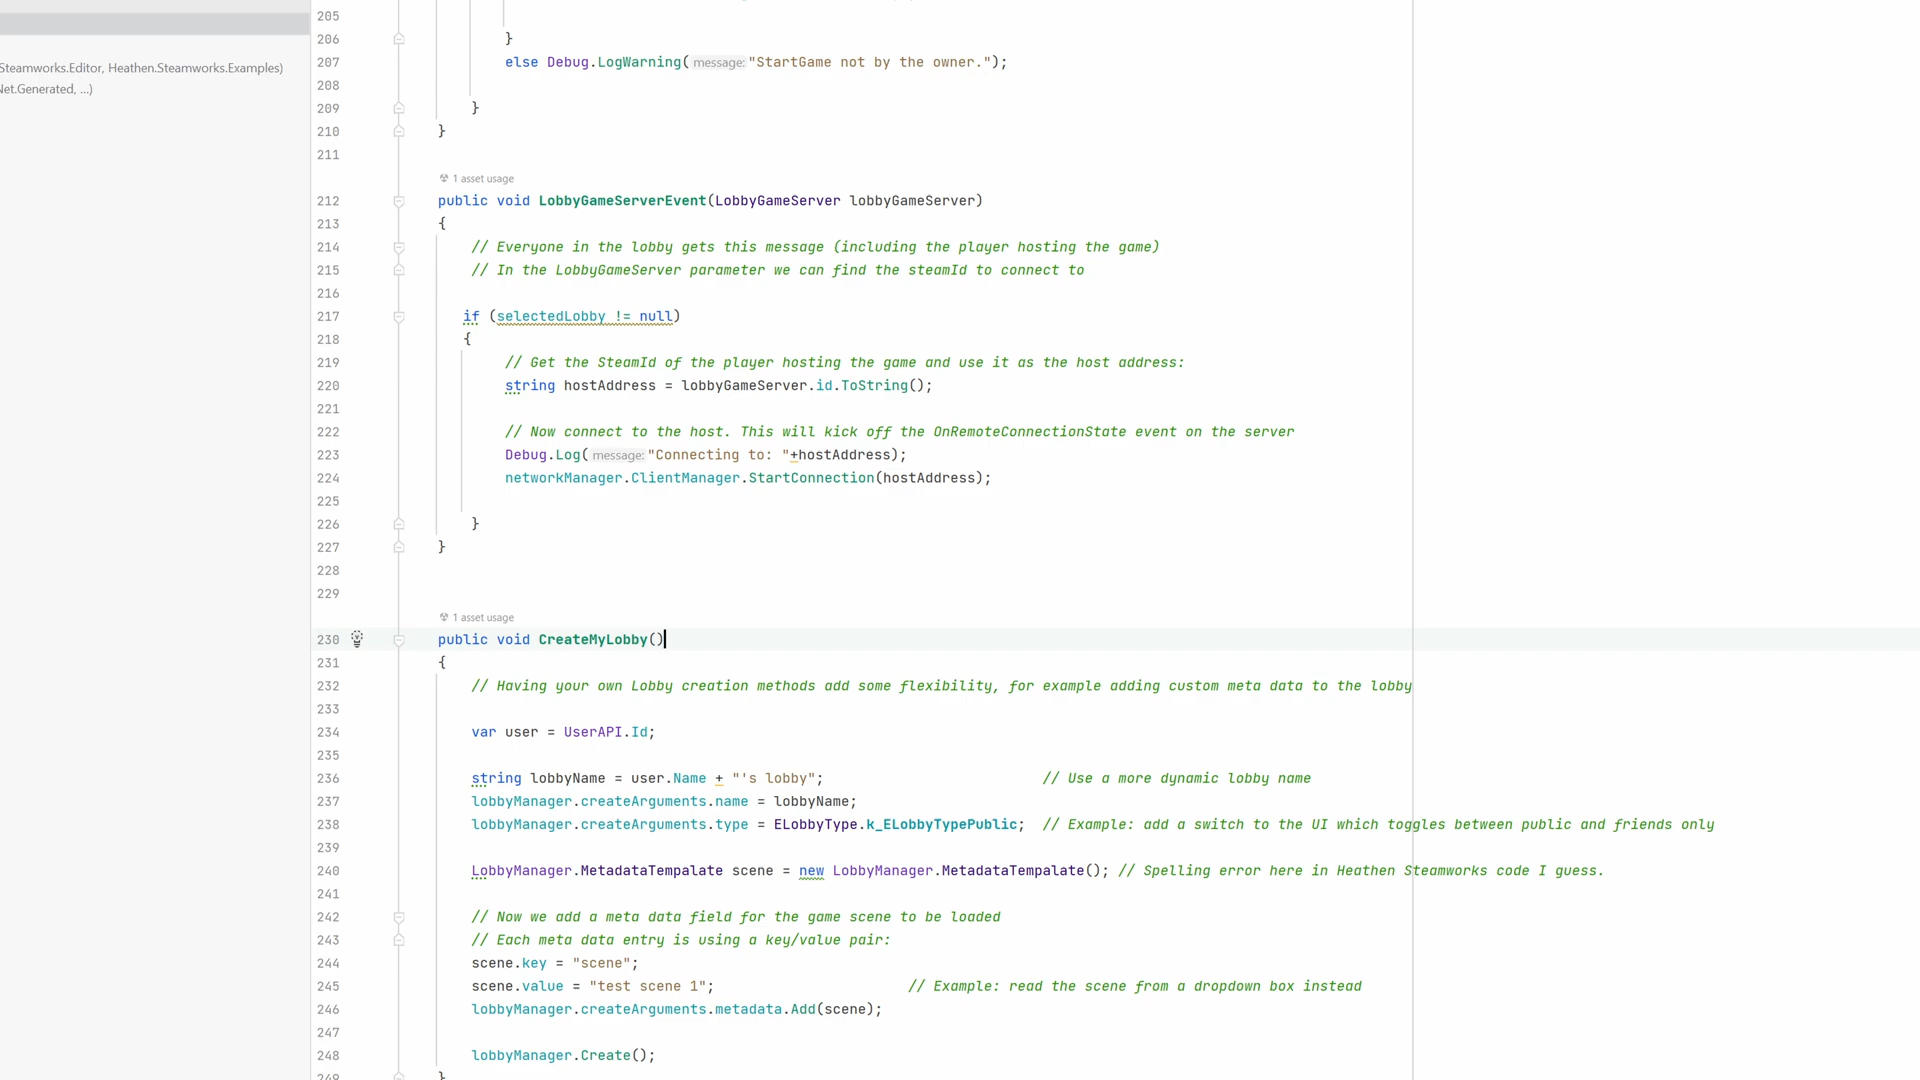 205
206 }
Steamworks.Editor, Heathen.Steamworks.Examples)
207 else Debug.LogWarning( message: "StartGame not by the owner.");
Net.Generated, ...)
208
209 }
210 }
211
1 asset usage
212 public void LobbyGameServerEvent(LobbyGameServer lobbyGameServer)
213 {
214 // Everyone in the lobby gets this message (including the player hosting the game)
215 // In the LobbyGameServer parameter we can find the steamId to connect to
216
217 if (selectedLobby != null)
218 {
219 // Get the SteamId of the player hosting the game and use it as the host address:
220 string hostAddress = lobbyGameServer.id.ToString();
221
222 // Now connect to the host. This will kick off the OnRemoteConnectionState event on the server
223 Debug.Log( message: "Connecting to: "+hostAddress);
224 networkManager.ClientManager.StartConnection(hostAddress);
225
226 }
227 }
228
229
1 asset usage
230 public void CreateMyLobby()
231 {
232 // Having your own Lobby creation methods add some flexibility, for example adding custom meta data to the lobby
233
234 var user = UserAPI.Id;
235
236 string lobbyName = user.Name + "'s lobby"; // Use a more dynamic lobby name
237 lobbyManager.createArguments.name = lobbyName;
238 lobbyManager.createArguments.type = ELobbyType.k_ELobbyTypePublic; // Example: add a switch to the UI which toggles between public and friends only
239
240 LobbyManager.MetadataTempalate scene = new LobbyManager.MetadataTempalate(); // Spelling error here in Heathen Steamworks code I guess.
241
242 // Now we add a meta data field for the game scene to be loaded
243 // Each meta data entry is using a key/value pair:
244 scene.key = "scene";
245 scene.value = "test scene 1"; // Example: read the scene from a dropdown box instead
246 lobbyManager.createArguments.metadata.Add(scene);
247
248 lobbyManager.Create();
249 }